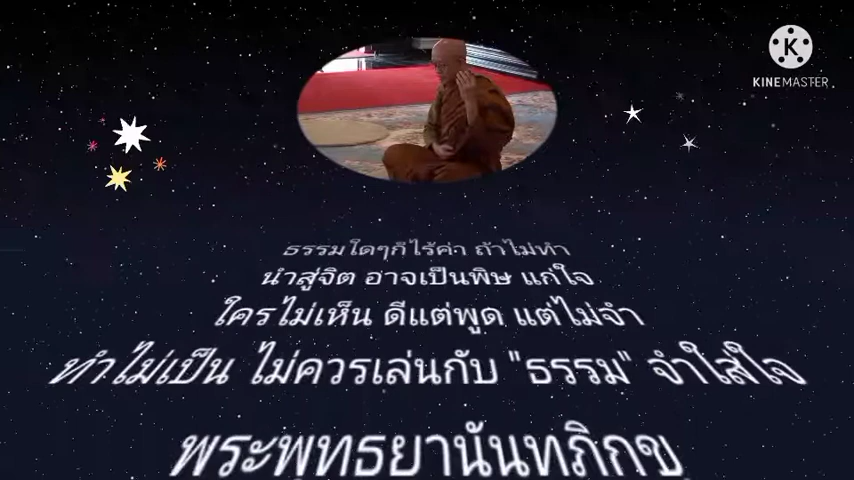 KINEMASTER
ธรรมใดๆก็ไร้ค่า ถ้าไม่ทำ
นำสู่จิต อาจเป็นพิษ แก่ใจ
ใครไม่เห็น ดีแต่พูด แต่ไม่จำ
ทำไม่เป็น ไม่ควรเล่นกับ "ธรรม" จำใส่ใจ
พระพุทธยานันทภิกขุ